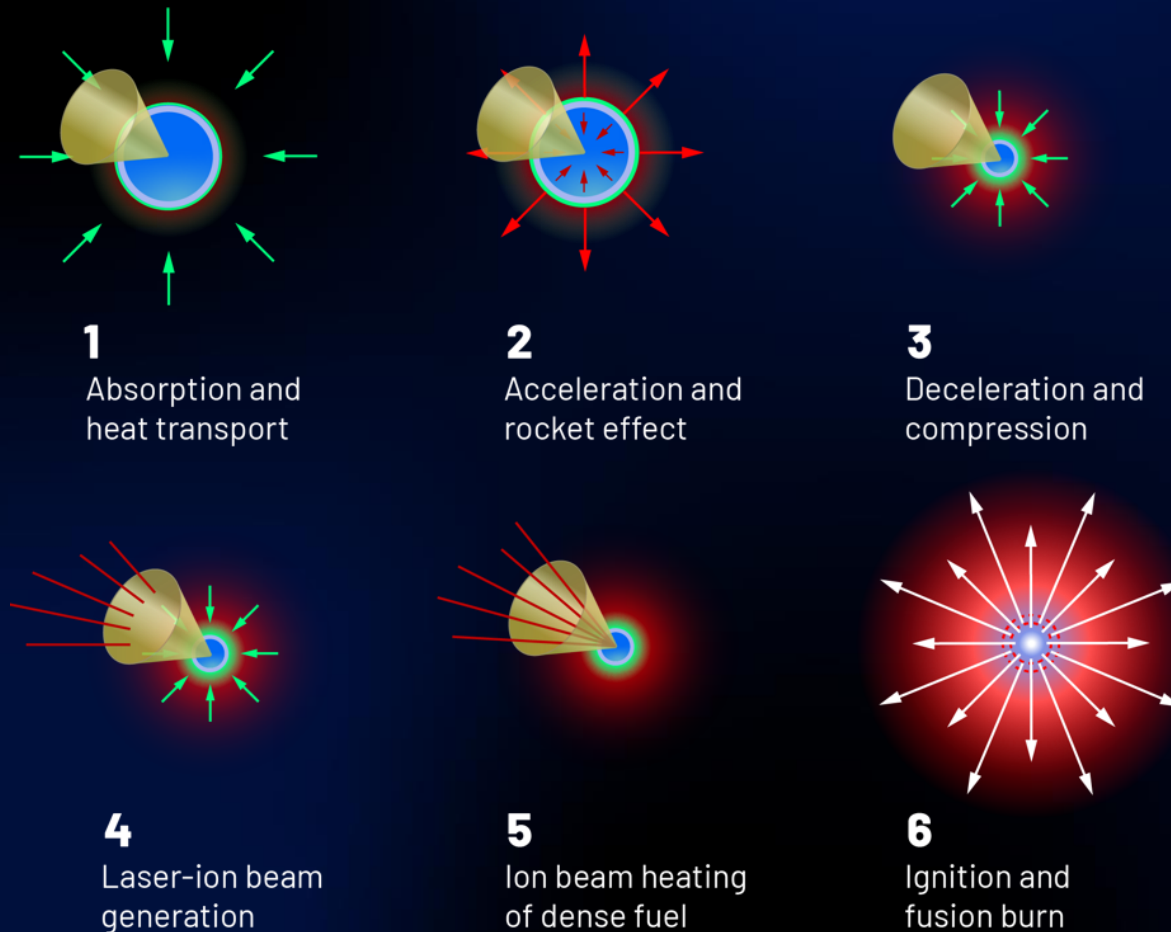 1
Absorption and
heat transport
2
Acceleration and
rocket effect
3
Deceleration and
compression
4
Laser-ion beam
generation
5
Ion beam heating
of dense fuel
6
Ignition and
fusion burn